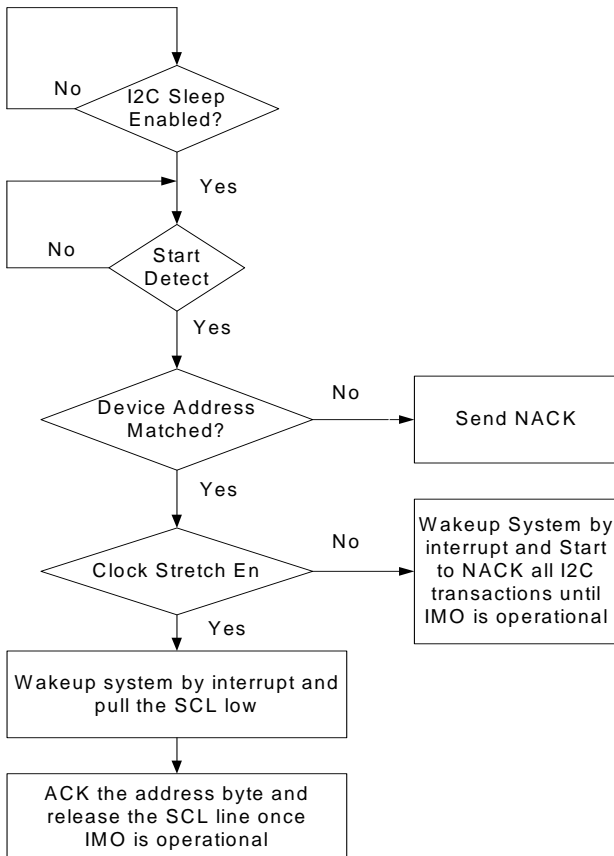 No
I2C Sleep
Enabled?
Yes
No
Start
Detect
Yes
Device Address
Matched?
No
Send NACK
Yes
Clock Stretch En
No
Wakeup System by
interrupt and Start
to NACK all I2C
transactions until
IMO is operational
Yes
Wakeup system by interrupt and
pull the SCL low
ACK the address byte and
release the SCL line once
IMO is operational